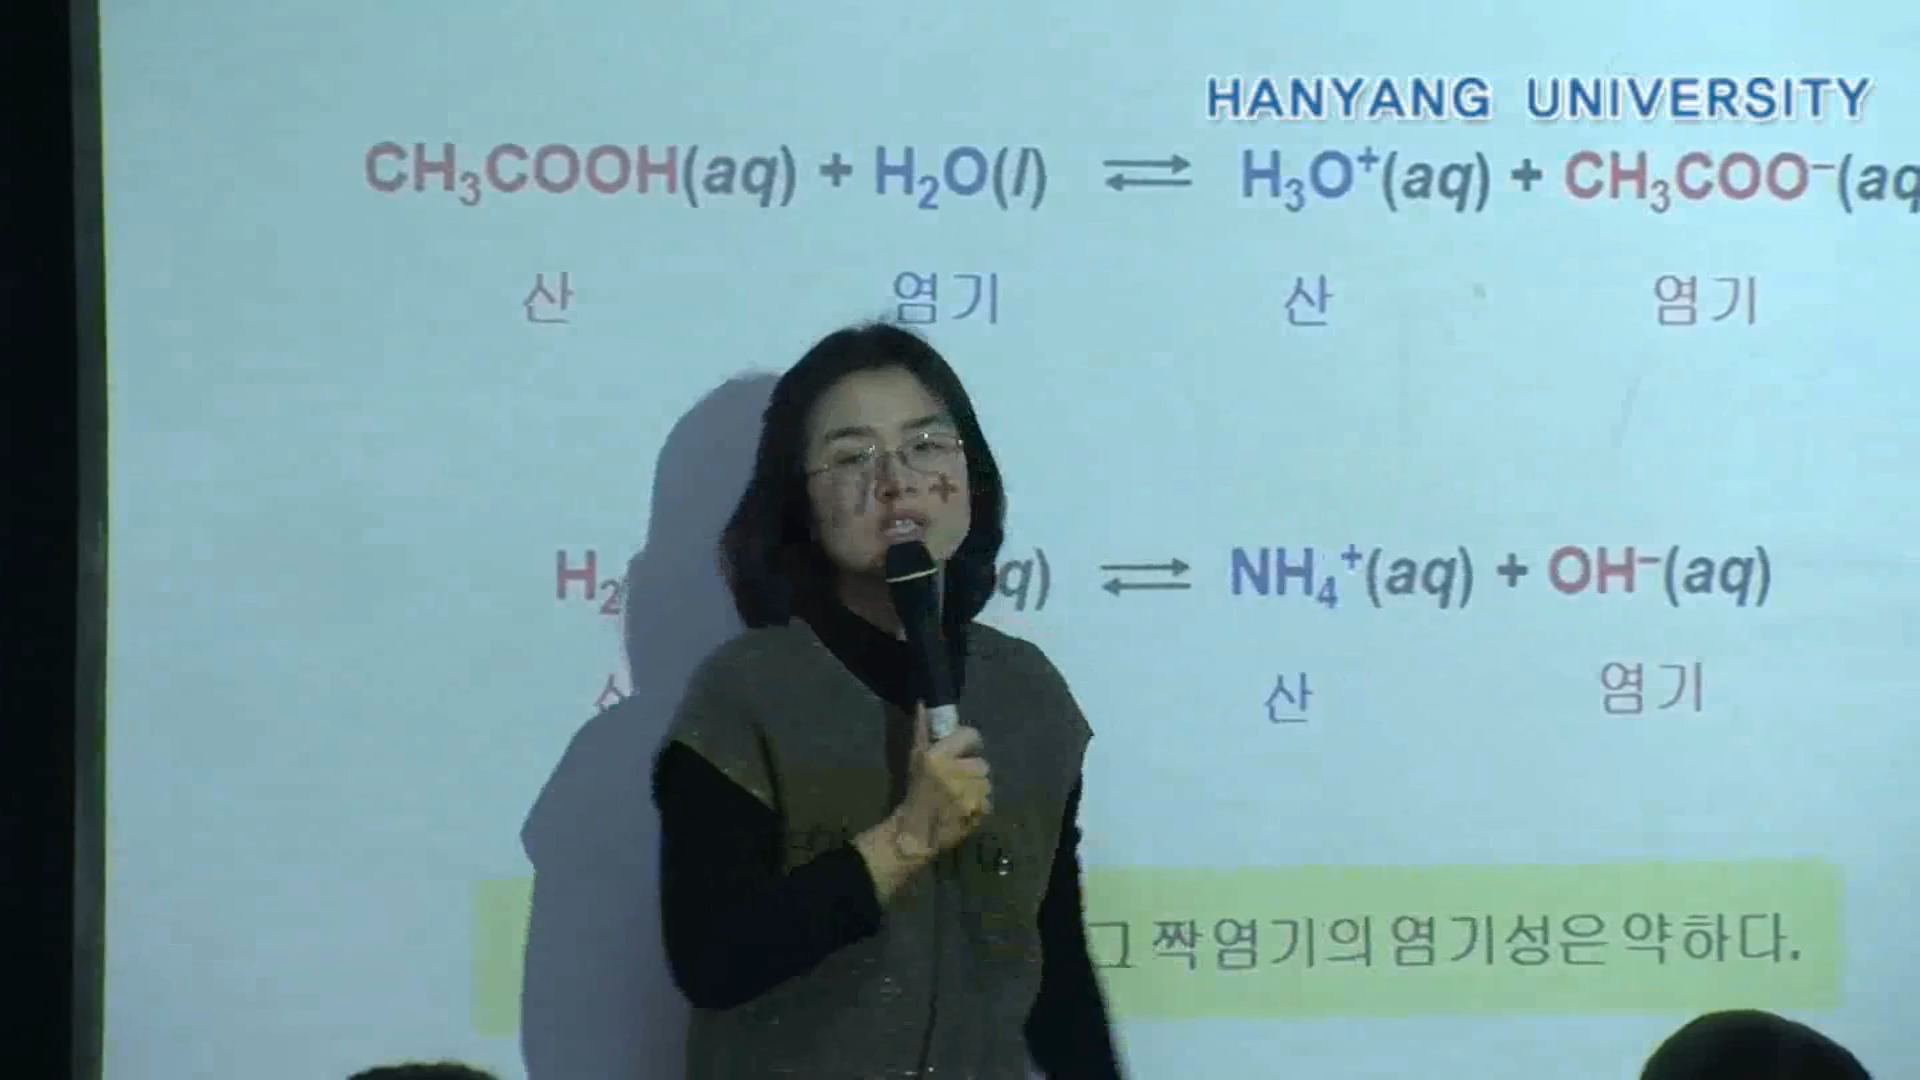 HANYANG UNIVERSITY
CH₃COOH(aq) + H₂O(l) ⇌ H₃O⁺(aq) + CH₃COO⁻(aq
산 염기 산 염기
H₂ q) ⇌ NH₄⁺(aq) + OH⁻(aq)
산 염기
그 짝염기의 염기성은 약하다.